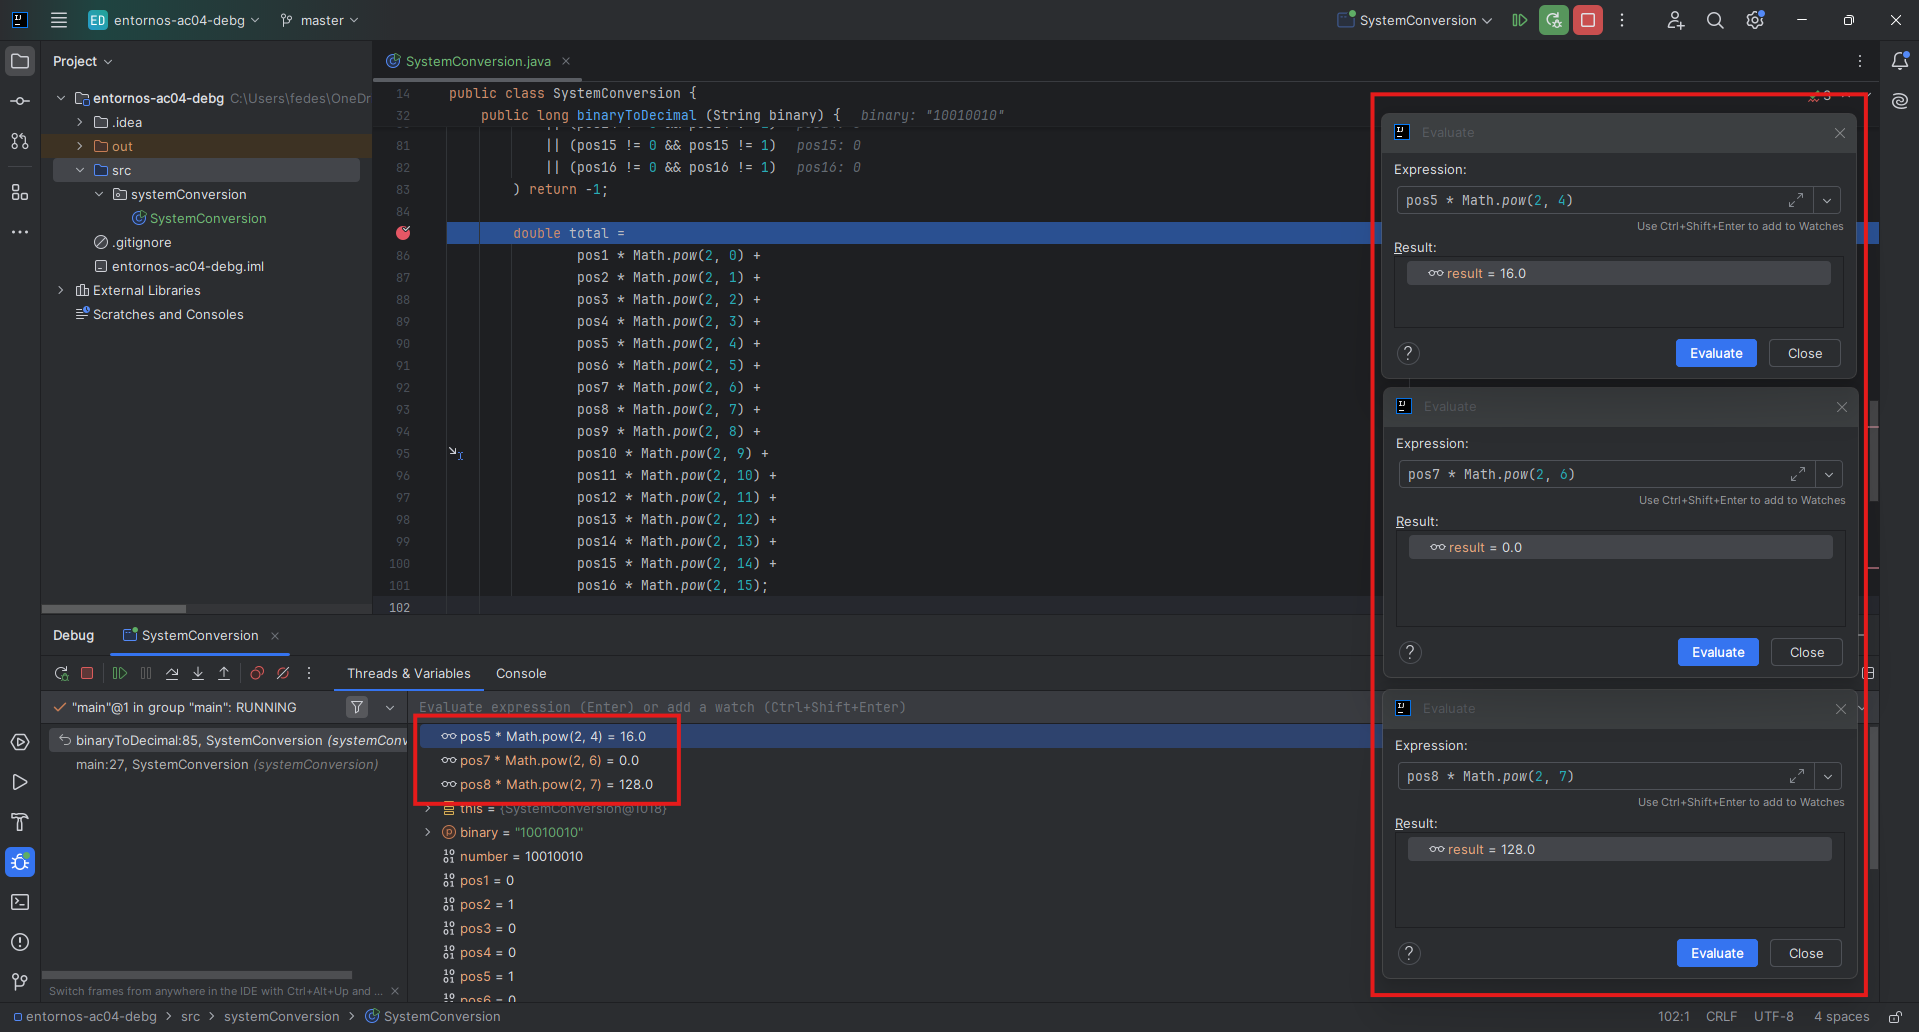 ED entornos-ac04-debg master SystemConversion
Project
entornos-ac04-debg C:\Users\fedes\OneDr
.idea
out
src
systemConversion
SystemConversion
.gitignore
entornos-ac04-debg.iml
External Libraries
Scratches and Consoles
SystemConversion.java
14 public class SystemConversion {
32 public long binaryToDecimal (String binary) { binary: "10010010"
81 || (pos15 != 0 && pos15 != 1) pos15: 0
82 || (pos16 != 0 && pos16 != 1) pos16: 0
83 ) return -1;
84
double total =
86 pos1 * Math.pow(2, 0) +
87 pos2 * Math.pow(2, 1) +
88 pos3 * Math.pow(2, 2) +
89 pos4 * Math.pow(2, 3) +
90 pos5 * Math.pow(2, 4) +
91 pos6 * Math.pow(2, 5) +
92 pos7 * Math.pow(2, 6) +
93 pos8 * Math.pow(2, 7) +
94 pos9 * Math.pow(2, 8) +
95 pos10 * Math.pow(2, 9) +
96 pos11 * Math.pow(2, 10) +
97 pos12 * Math.pow(2, 11) +
98 pos13 * Math.pow(2, 12) +
99 pos14 * Math.pow(2, 13) +
100 pos15 * Math.pow(2, 14) +
101 pos16 * Math.pow(2, 15);
102
3
Evaluate
Expression:
pos5 * Math.pow(2, 4)
Use Ctrl+Shift+Enter to add to Watches
Result:
result = 16.0
? Evaluate Close
Evaluate
Expression:
pos7 * Math.pow(2, 6)
Use Ctrl+Shift+Enter to add to Watches
Result:
result = 0.0
? Evaluate Close
Evaluate
Expression:
pos8 * Math.pow(2, 7)
Use Ctrl+Shift+Enter to add to Watches
Result:
result = 128.0
? Evaluate Close
Debug SystemConversion
Threads & Variables Console
"main"@1 in group "main": RUNNING
binaryToDecimal:85, SystemConversion (systemConv
main:27, SystemConversion (systemConversion)
Switch frames from anywhere in the IDE with Ctrl+Alt+Up and ...
Evaluate expression (Enter) or add a watch (Ctrl+Shift+Enter)
pos5 * Math.pow(2, 4) = 16.0
pos7 * Math.pow(2, 6) = 0.0
pos8 * Math.pow(2, 7) = 128.0
this = {SystemConversion@1018}
binary = "10010010"
number = 10010010
pos1 = 0
pos2 = 1
pos3 = 0
pos4 = 0
pos5 = 1
pos6 = 0
entornos-ac04-debg > src > systemConversion > SystemConversion
102:1 CRLF UTF-8 4 spaces